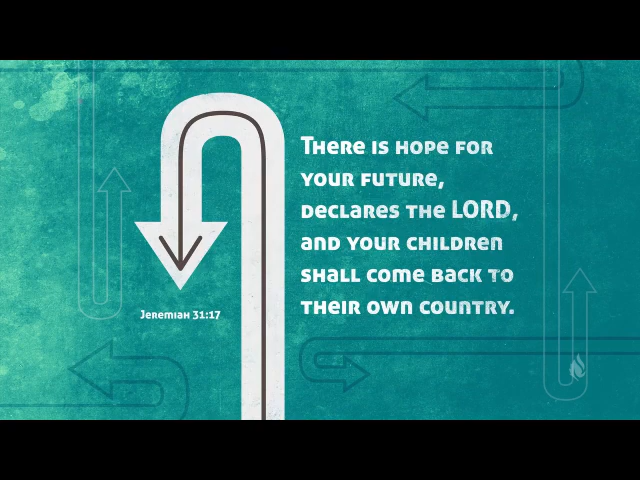 There is hope for
your future,
declares the LORD,
and your children
shall come back to
their own country.
Jeremiah 31:17